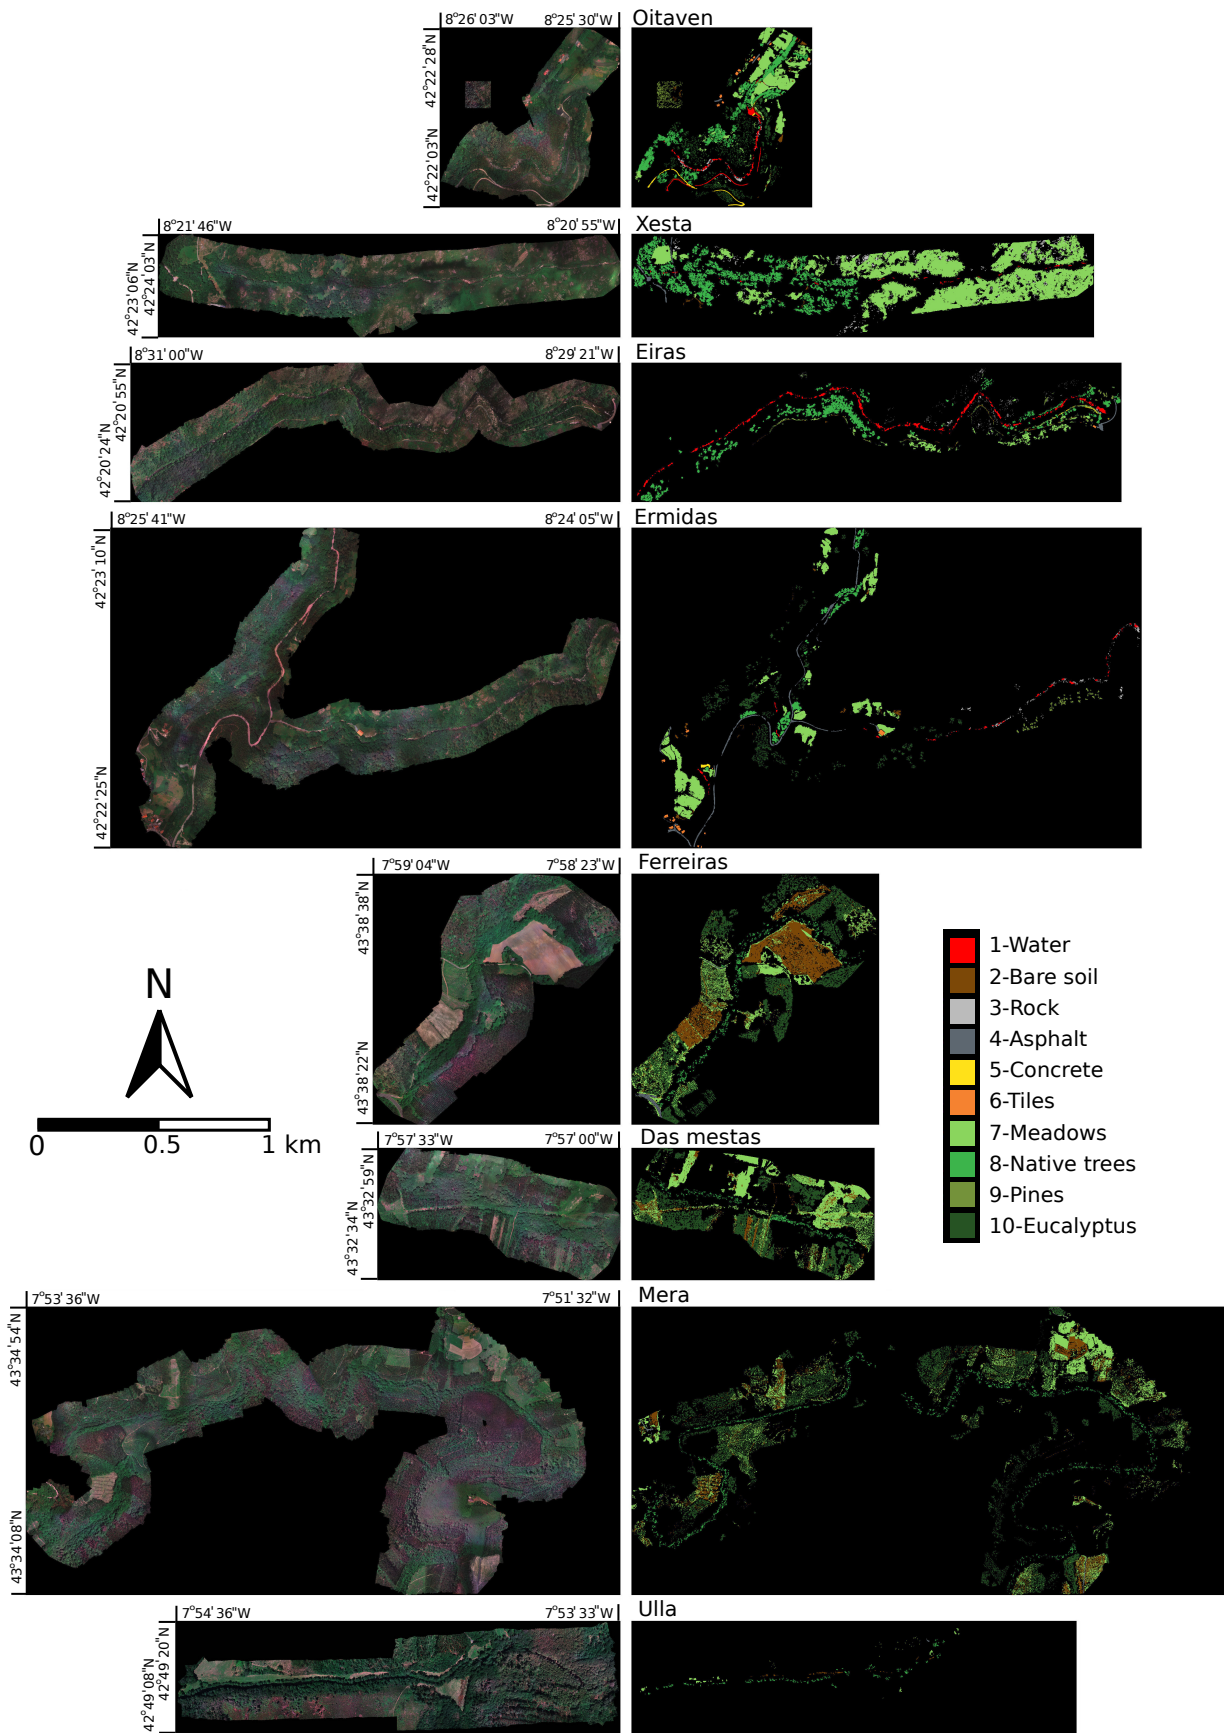 8°26'03"W 8°25'30"W Oitaven
42°22'28"N
42°22'03"N
8°21'46"W 8°20'55"W Xesta
42°24'03"N
42°23'06"N
8°31'00"W 8°29'21"W Eiras
42°20'55"N
42°20'24"N
8°25'41"W 8°24'05"W Ermidas
42°23'10"N
42°22'25"N
7°59'04"W 7°58'23"W Ferreiras
43°38'38"N
43°38'22"N
N
0 0.5 1 km
1-Water
2-Bare soil
3-Rock
4-Asphalt
5-Concrete
6-Tiles
7-Meadows
8-Native trees
9-Pines
10-Eucalyptus
7°57'33"W 7°57'00"W Das mestas
43°32'59"N
43°32'34"N
7°53'36"W 7°51'32"W Mera
43°34'54"N
43°34'08"N
7°54'36"W 7°53'33"W Ulla
42°49'20"N
42°49'08"N